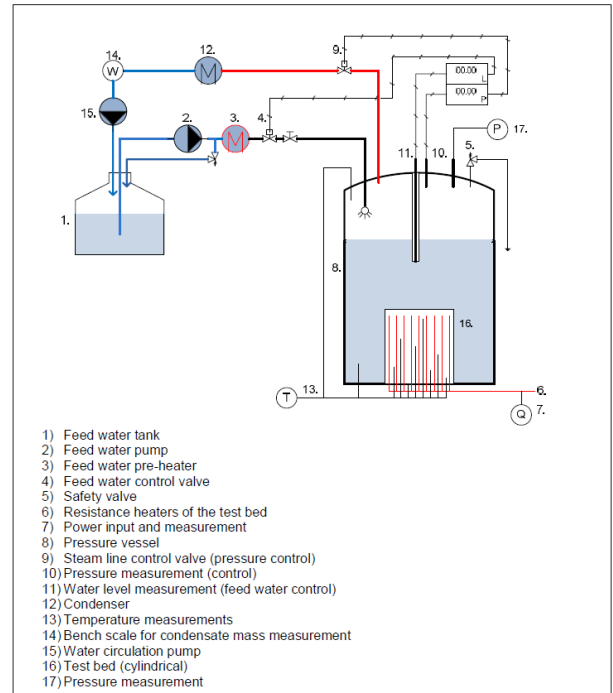 14.
12.
9.
W
M
00.00
L
00.00
P
15.
2.
3.
4.
P
17.
M
11.
10.
5.
1.
8.
16.
T
13.
6.
Q
7.
1) Feed water tank
2) Feed water pump
3) Feed water pre-heater
4) Feed water control valve
5) Safety valve
6) Resistance heaters of the test bed
7) Power input and measurement
8) Pressure vessel
9) Steam line control valve (pressure control)
10) Pressure measurement (control)
11) Water level measurement (feed water control)
12) Condenser
13) Temperature measurements
14) Bench scale for condensate mass measurement
15) Water circulation pump
16) Test bed (cylindrical)
17) Pressure measurement